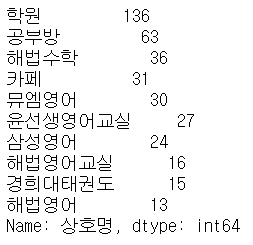 학원 136
공부방 63
해법수학 36
카페 31
뮤엠영어 30
윤선생영어교실 27
삼성영어 24
해법영어교실 16
경희대태권도 15
해법영어 13
Name: 상호명, dtype: int64